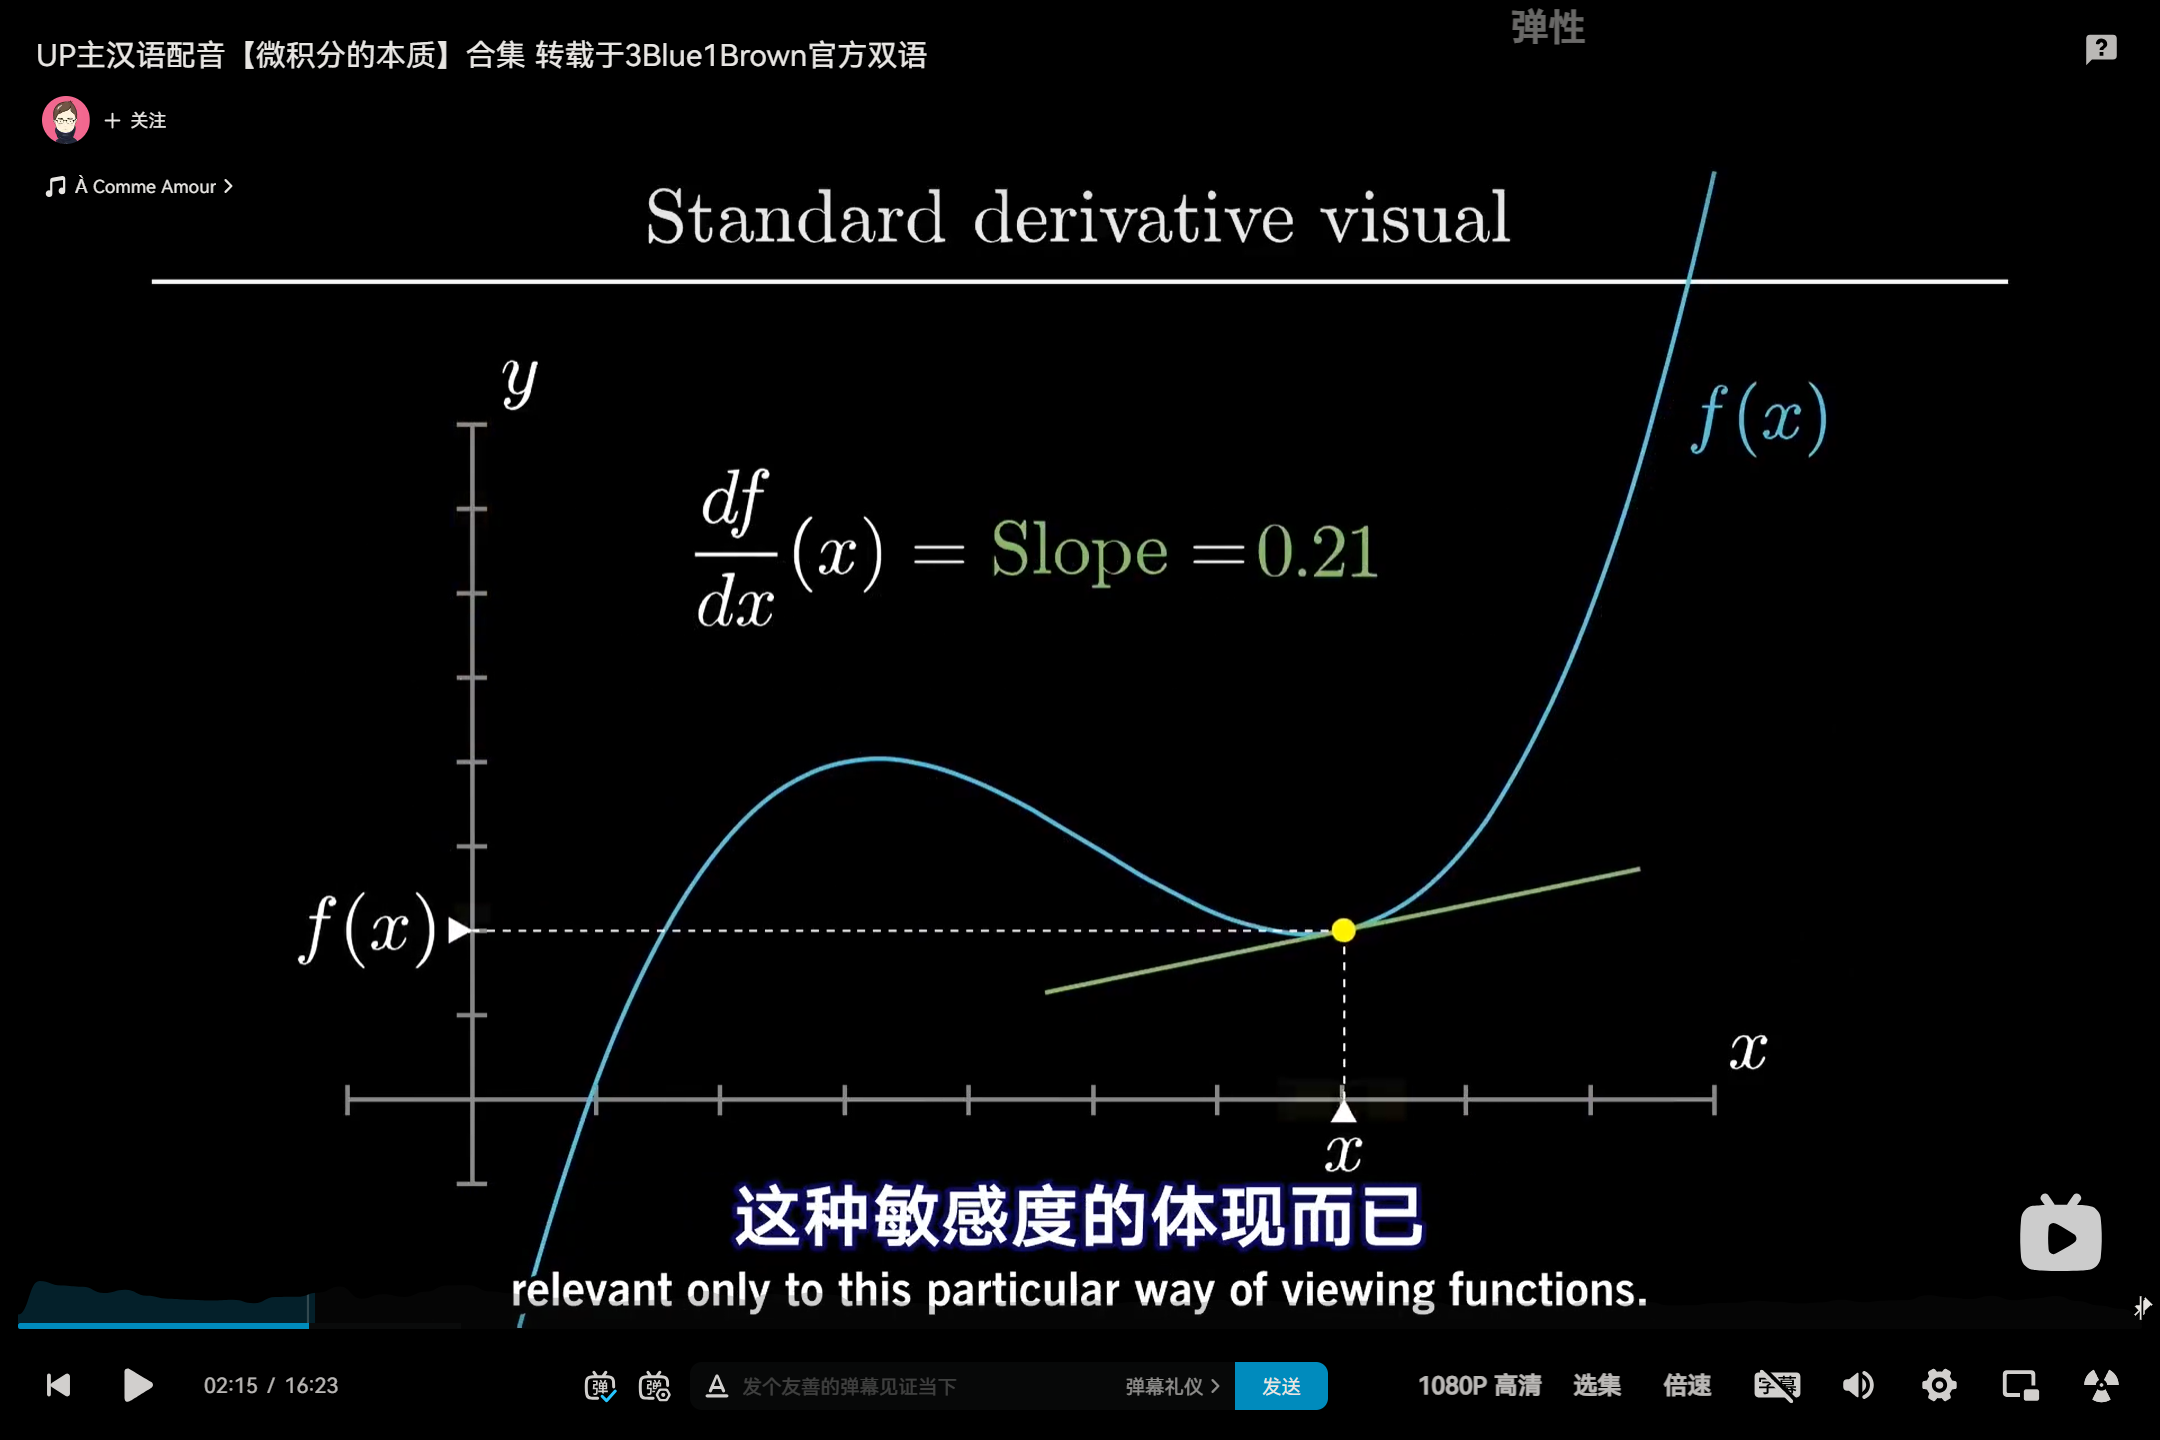 弹性
UP主汉语配音【微积分的本质】合集 转载于3Blue1Brown官方双语
+ 关注
À Comme Amour >
Standard derivative visual
y
f(x)
df/dx (x) = Slope = 0.21
f(x)
x
x
这种敏感度的体现而已
relevant only to this particular way of viewing functions.
02:15 / 16:23
弹
弹
A 发个友善的弹幕见证当下 弹幕礼仪 > 发送
1080P 高清 选集 倍速 字幕